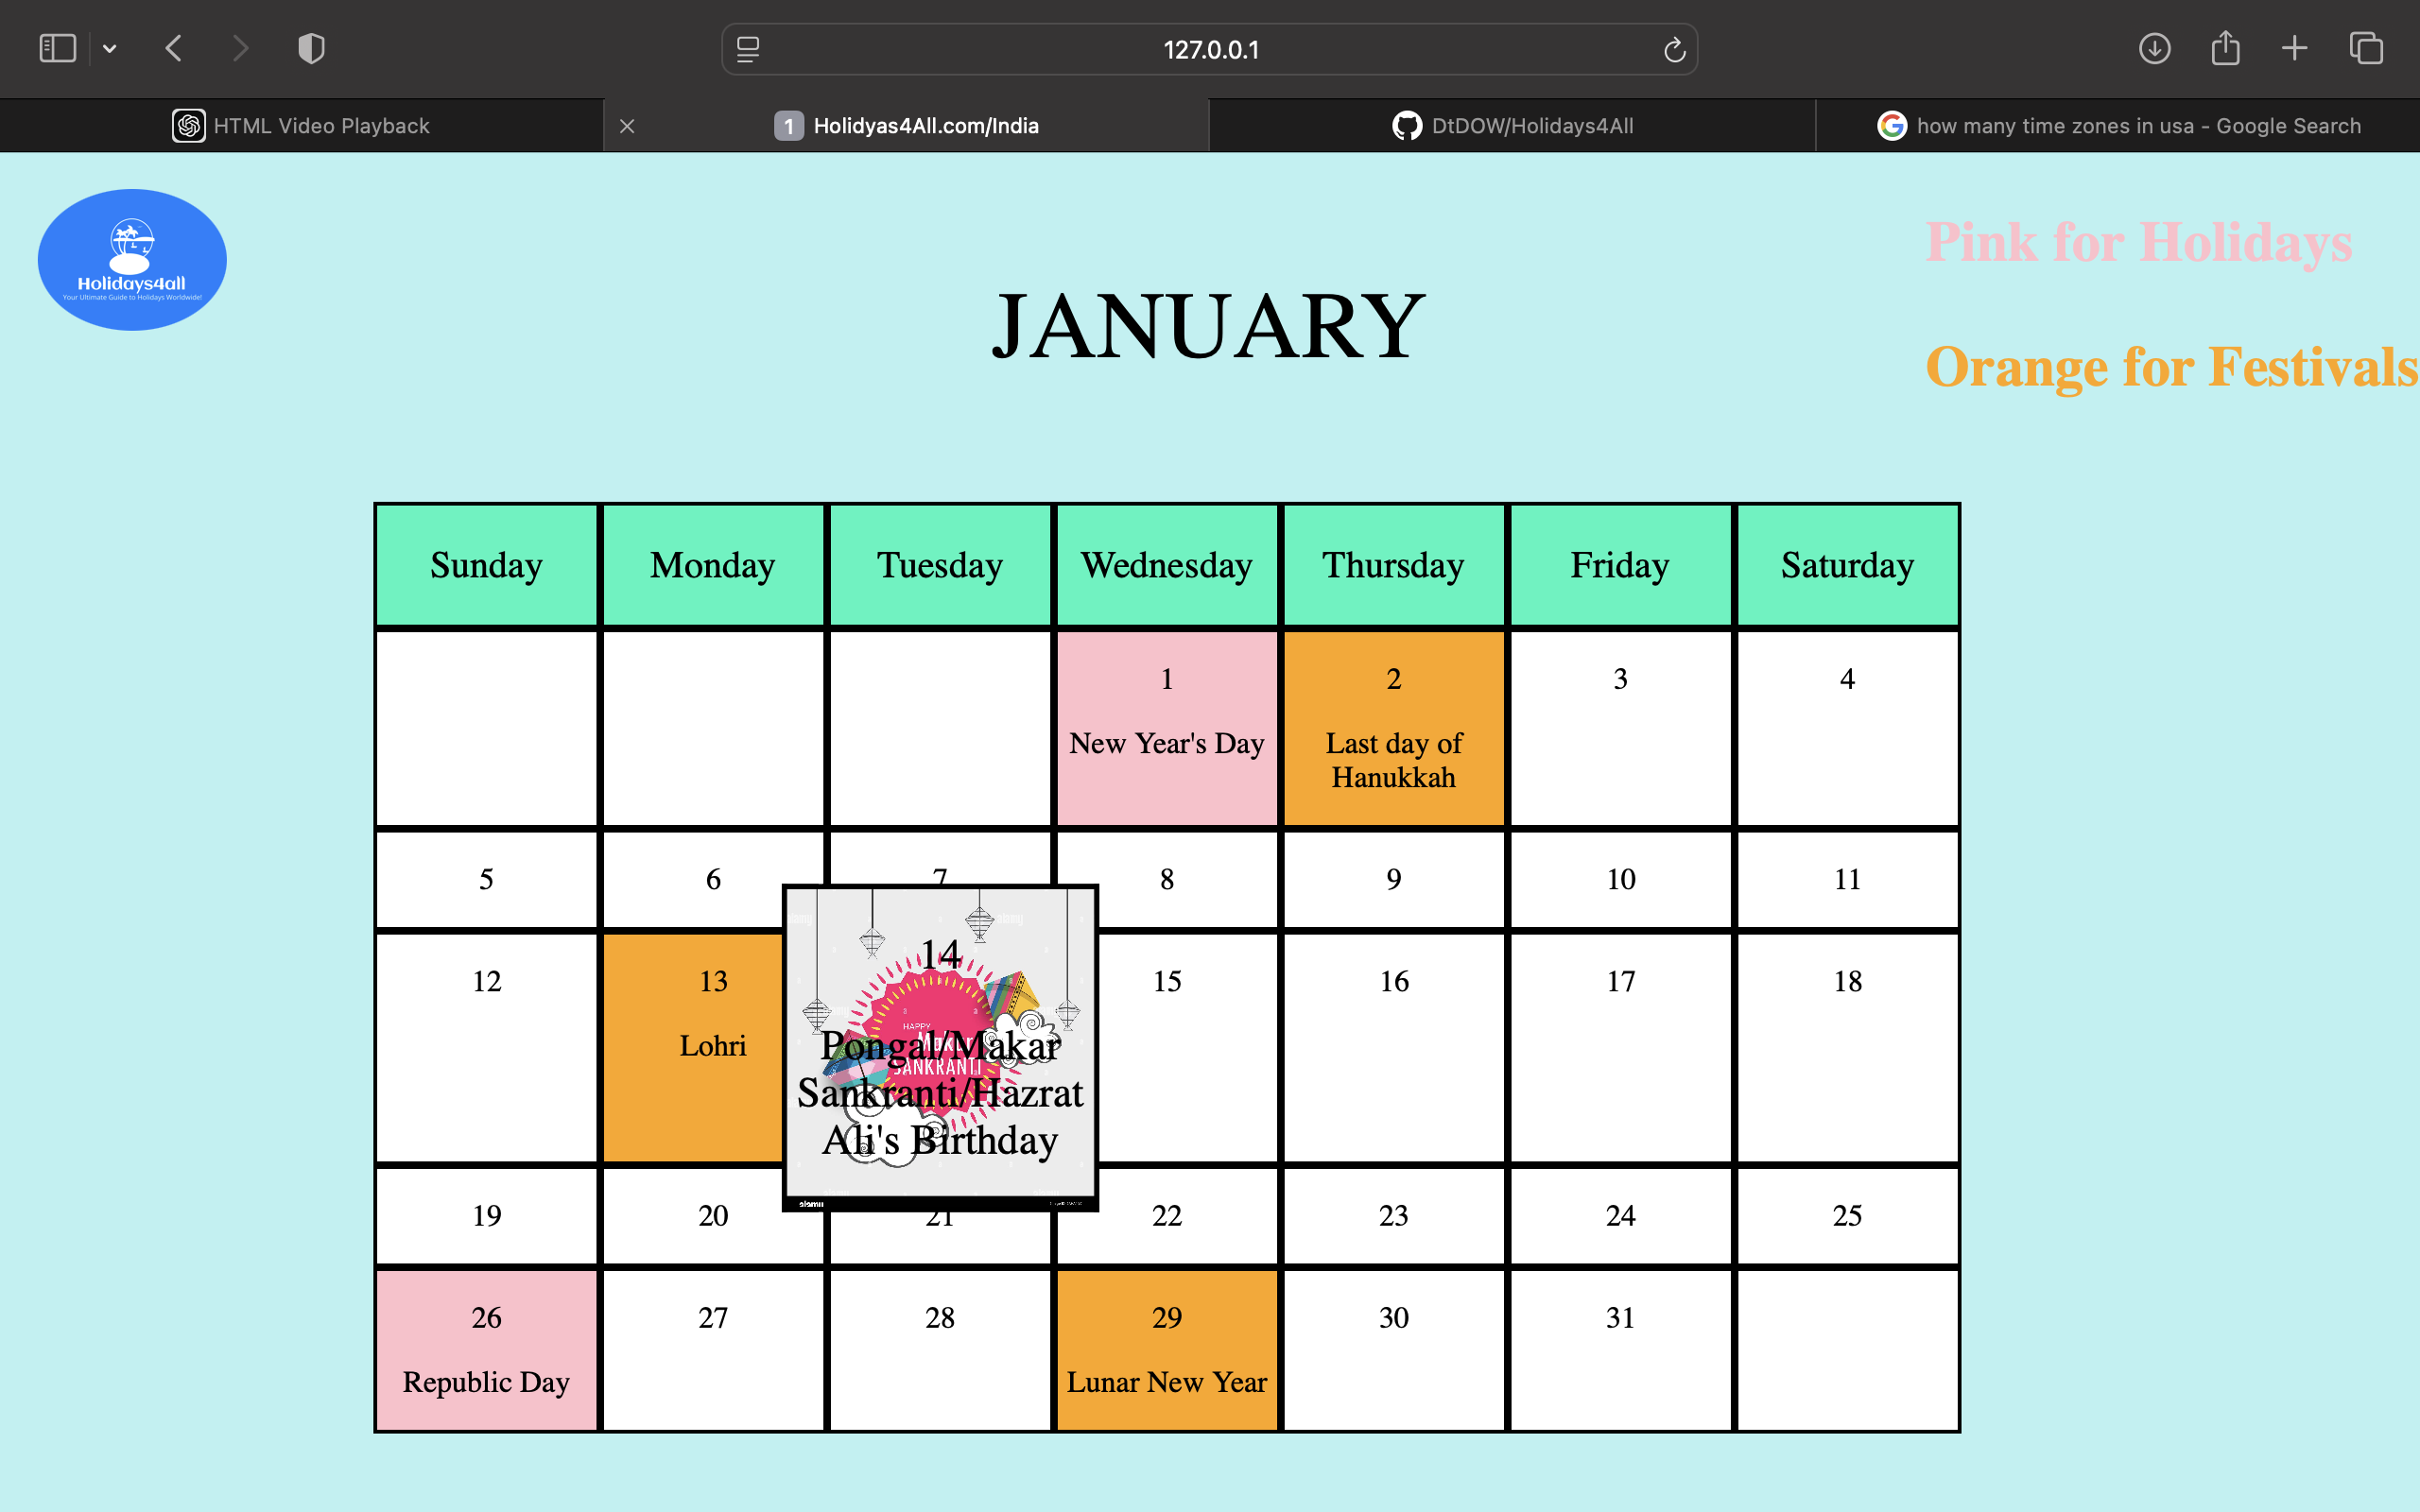 127.0.0.1
HTML Video Playback
1 Holidyas4All.com/India
DtDOW/Holidays4All
G how many time zones in usa - Google Search
Holidays4all
Your Ultimate Guide to Holidays Worldwide!
Pink for Holidays
JANUARY
Orange for Festivals
Sunday Monday Tuesday Wednesday Thursday Friday Saturday
1 2 3 4
New Year's Day Last day of
Hanukkah
5 6 7 8 9 10 11
12 13 14 15 16 17 18
Lohri
HAPPY
Makar
SANKRANTI
Pongal/Makar
Sankranti/Hazrat
Ali's Birthday
alamy
19 20 21 22 23 24 25
26 27 28 29 30 31
Republic Day Lunar New Year